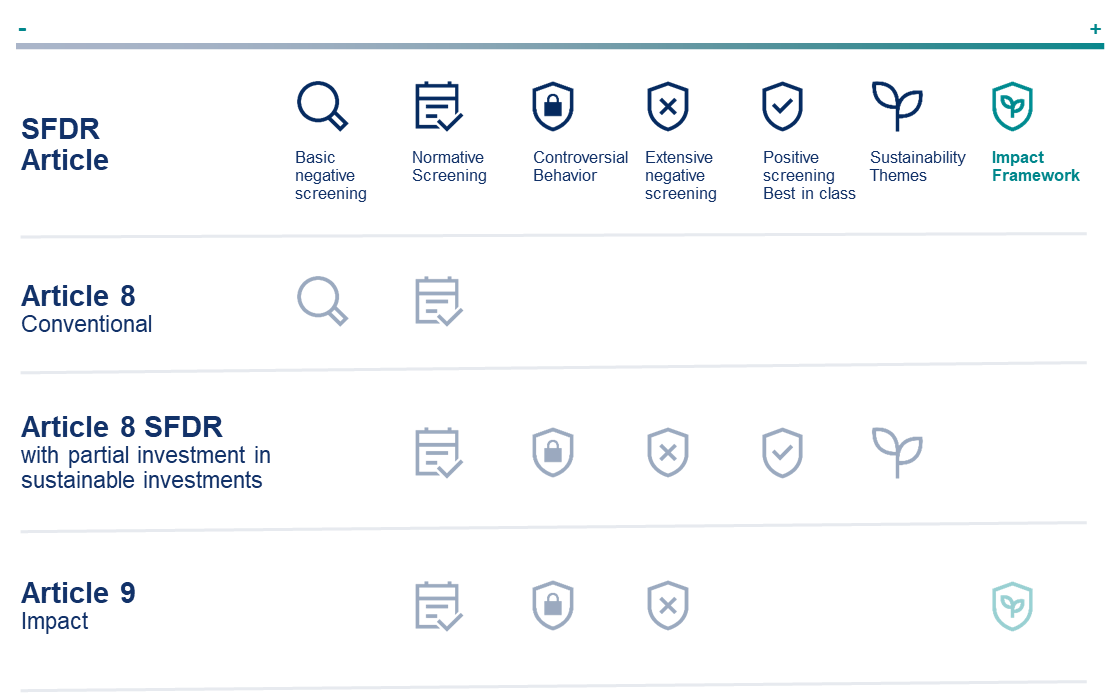 -
+
SFDR
Article
Basic
negative
screening
Normative
Screening
Controversial
Behavior
Extensive
negative
screening
Positive
screening
Best in class
Sustainability
Themes
Impact
Framework
Article 8
Conventional
Article 8 SFDR
with partial investment in
sustainable investments
Article 9
Impact